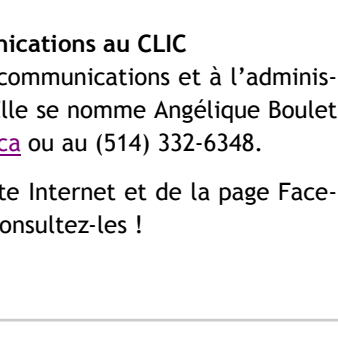 nications au CLIC
communications et à l’adminis-
lle se nomme Angélique Boulet
ca ou au (514) 332-6348.
te Internet et de la page Face-
onsultez-les !